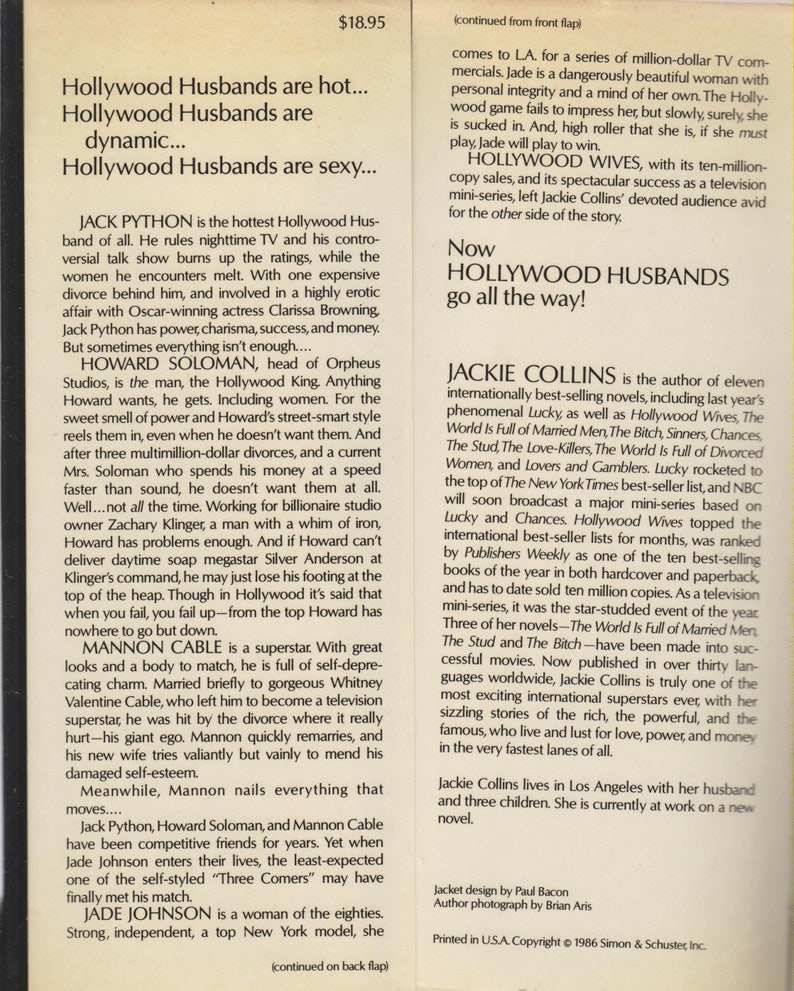 $18.95
Hollywood Husbands are hot...
Hollywood Husbands are
dynamic...
Hollywood Husbands are sexy...
JACK PYTHON is the hottest Hollywood Hus-
band of all. He rules nighttime TV and his contro-
versial talk show burns up the ratings, while the
women he encounters melt. With one expensive
divorce behind him, and involved in a highly erotic
affair with Oscar-winning actress Clarissa Browning,
Jack Python has power, charisma, success, and money.
But sometimes everything isn't enough....
HOWARD SOLOMAN, head of Orpheus
Studios, is the man, the Hollywood King. Anything
Howard wants, he gets. Including women. For the
sweet smell of power and Howard's street-smart style
reels them in, even when he doesn't want them. And
after three multimillion-dollar divorces, and a current
Mrs. Soloman who spends his money at a speed
faster than sound, he doesn't want them at all.
Well...not all the time. Working for billionaire studio
owner Zachary Klinger, a man with a whim of iron,
Howard has problems enough. And if Howard can't
deliver daytime soap megastar Silver Anderson at
Klinger's command, he may just lose his footing at the
top of the heap. Though in Hollywood it's said that
when you fail, you fail up—from the top Howard has
nowhere to go but down.
MANNON CABLE is a superstar. With great
looks and a body to match, he is full of self-depre-
cating charm. Married briefly to gorgeous Whitney
Valentine Cable, who left him to become a television
superstar, he was hit by the divorce where it really
hurt—his giant ego. Mannon quickly remarries, and
his new wife tries valiantly but vainly to mend his
damaged self-esteem.
Meanwhile, Mannon nails everything that
moves....
Jack Python, Howard Soloman, and Mannon Cable
have been competitive friends for years. Yet when
Jade Johnson enters their lives, the least-expected
one of the self-styled "Three Comers" may have
finally met his match.
JADE JOHNSON is a woman of the eighties.
Strong, independent, a top New York model, she
(continued on back flap)
(continued from front flap)
comes to L.A. for a series of million-dollar TV com-
mercials. Jade is a dangerously beautiful woman with
personal integrity and a mind of her own. The Holly-
wood game fails to impress her, but slowly, surely, she
is sucked in. And, high roller that she is, if she must
play, Jade will play to win.
HOLLYWOOD WIVES, with its ten-million-
copy sales, and its spectacular success as a television
mini-series, left Jackie Collins' devoted audience avid
for the other side of the story.
Now
HOLLYWOOD HUSBANDS
go all the way!
JACKIE COLLINS is the author of eleven
internationally best-selling novels, including last year's
phenomenal Lucky, as well as Hollywood Wives, The
World Is Full of Married Men, The Bitch, Sinners, Chances,
The Stud, The Love-Killers, The World Is Full of Divorced
Women, and Lovers and Gamblers. Lucky rocketed to
the top of The New York Times best-seller list, and NBC
will soon broadcast a major mini-series based on
Lucky and Chances. Hollywood Wives topped the
international best-seller lists for months, was ranked
by Publishers Weekly as one of the ten best-selling
books of the year in both hardcover and paperback,
and has to date sold ten million copies. As a television
mini-series, it was the star-studded event of the year.
Three of her novels—The World Is Full of Married Men,
The Stud and The Bitch—have been made into suc-
cessful movies. Now published in over thirty lan-
guages worldwide, Jackie Collins is truly one of the
most exciting international superstars ever, with her
sizzling stories of the rich, the powerful, and the
famous, who live and lust for love, power, and money
in the very fastest lanes of all.
Jackie Collins lives in Los Angeles with her husband
and three children. She is currently at work on a new
novel.
Jacket design by Paul Bacon
Author photograph by Brian Aris
Printed in U.S.A. Copyright © 1986 Simon & Schuster, Inc.